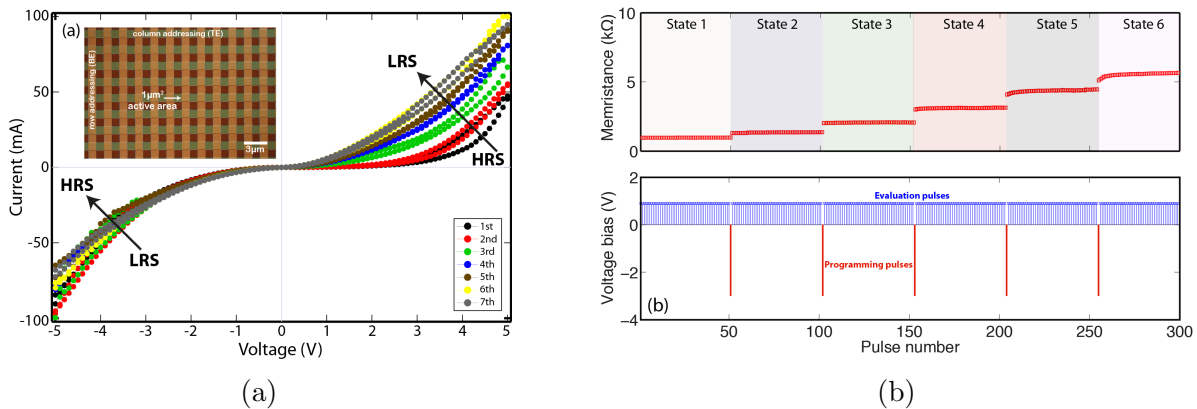 (a)
column addressing (TE)
row addressing (BE)
1μm²
active area
3μm
LRS
HRS
HRS
LRS
1st
2nd
3rd
4th
5th
6th
7th
100
50
0
-50
-100
Current (mA)
-5 -4 -3 -2 -1 0 1 2 3 4 5
Voltage (V)
(a)
State 1 State 2 State 3 State 4 State 5 State 6
10
5
0
Memristance (kΩ)
Evaluation pulses
Programming pulses
(b)
2
0
−2
−4
Voltage bias (V)
50 100 150 200 250 300
Pulse number
(b)